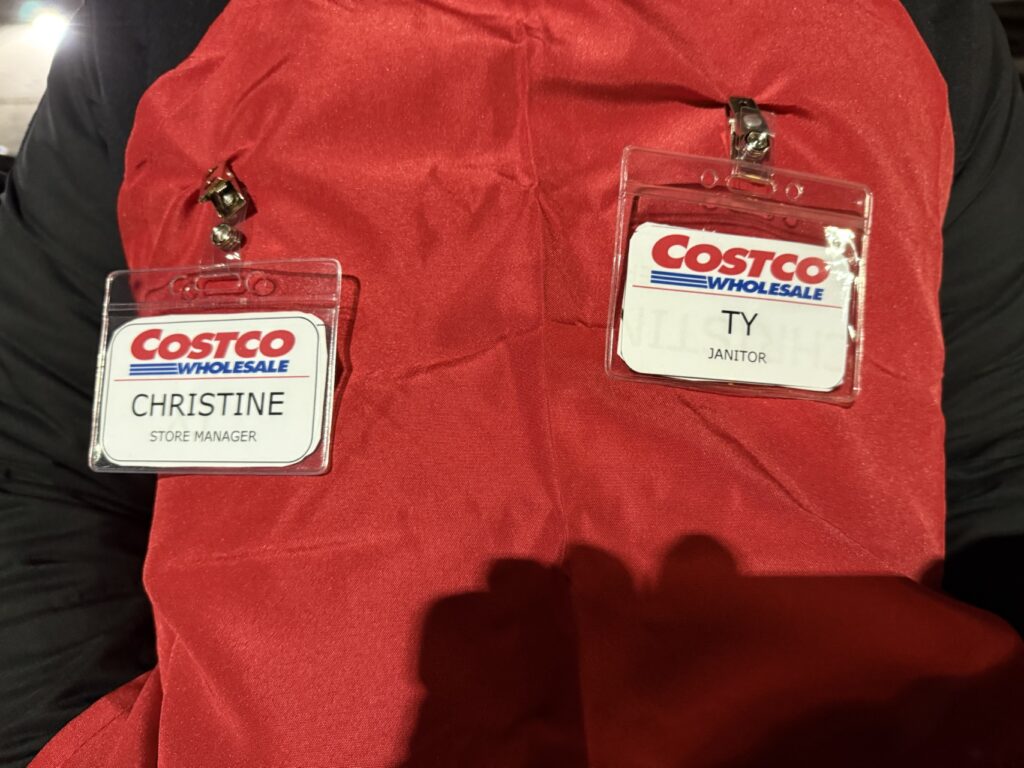 COSTCO
WHOLESALE
CHRISTINE
STORE MANAGER
COSTCO
WHOLESALE
TY
JANITOR